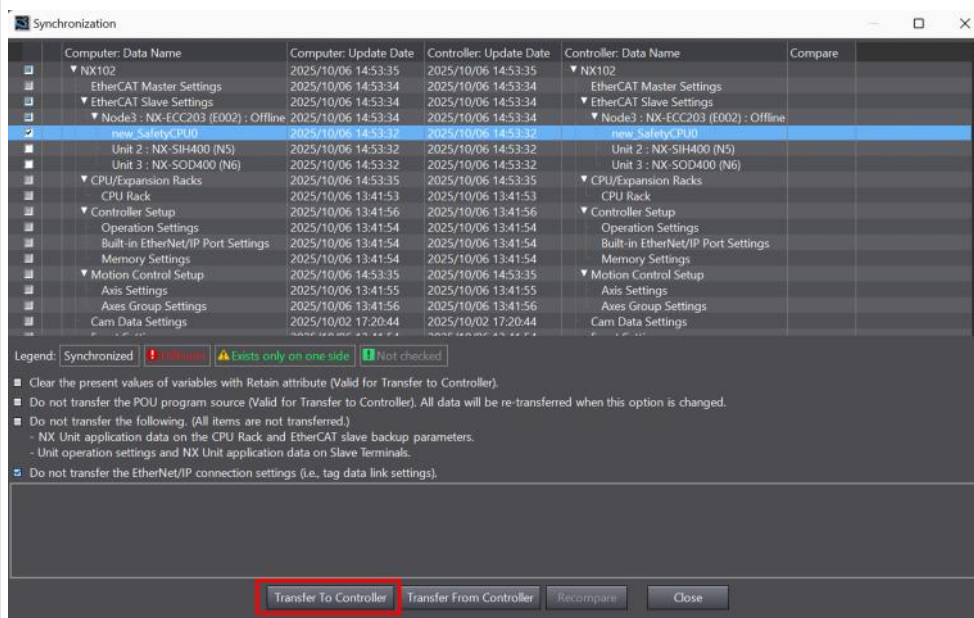 Synchronization
Computer: Data Name Computer: Update Date Controller: Update Date Controller: Data Name Compare
NX102 2025/10/06 14:53:35 2025/10/06 14:53:35 NX102
EtherCAT Master Settings 2025/10/06 14:53:34 2025/10/06 14:53:34 EtherCAT Master Settings
EtherCAT Slave Settings 2025/10/06 14:53:34 2025/10/06 14:53:34 EtherCAT Slave Settings
Node3 : NX-ECC203 (E002) : Offline 2025/10/06 14:53:34 2025/10/06 14:53:34 Node3 : NX-ECC203 (E002) : Offline
new_SafetyCPU0 2025/10/06 14:53:32 2025/10/06 14:53:32 new_SafetyCPU0
Unit 2 : NX-SIH400 (N5) 2025/10/06 14:53:32 2025/10/06 14:53:32 Unit 2 : NX-SIH400 (N5)
Unit 3 : NX-SOD400 (N6) 2025/10/06 14:53:32 2025/10/06 14:53:32 Unit 3 : NX-SOD400 (N6)
CPU/Expansion Racks 2025/10/06 14:53:35 2025/10/06 14:53:35 CPU/Expansion Racks
CPU Rack 2025/10/06 13:41:53 2025/10/06 13:41:53 CPU Rack
Controller Setup 2025/10/06 13:41:56 2025/10/06 13:41:56 Controller Setup
Operation Settings 2025/10/06 13:41:54 2025/10/06 13:41:54 Operation Settings
Built-in EtherNet/IP Port Settings 2025/10/06 13:41:54 2025/10/06 13:41:54 Built-in EtherNet/IP Port Settings
Memory Settings 2025/10/06 13:41:54 2025/10/06 13:41:54 Memory Settings
Motion Control Setup 2025/10/06 14:53:35 2025/10/06 14:53:35 Motion Control Setup
Axis Settings 2025/10/06 13:41:55 2025/10/06 13:41:55 Axis Settings
Axes Group Settings 2025/10/06 13:41:56 2025/10/06 13:41:56 Axes Group Settings
Cam Data Settings 2025/10/02 17:20:44 2025/10/02 17:20:44 Cam Data Settings
Legend: Synchronized Exists only on one side Not checked
Clear the present values of variables with Retain attribute (Valid for Transfer to Controller).
Do not transfer the POU program source (Valid for Transfer to Controller). All data will be re-transferred when this option is changed.
Do not transfer the following. (All items are not transferred.)
- NX Unit application data on the CPU Rack and EtherCAT slave backup parameters.
- Unit operation settings and NX Unit application data on Slave Terminals.
Do not transfer the EtherNet/IP connection settings (i.e., tag data link settings).
Transfer To Controller Transfer From Controller Recompare Close